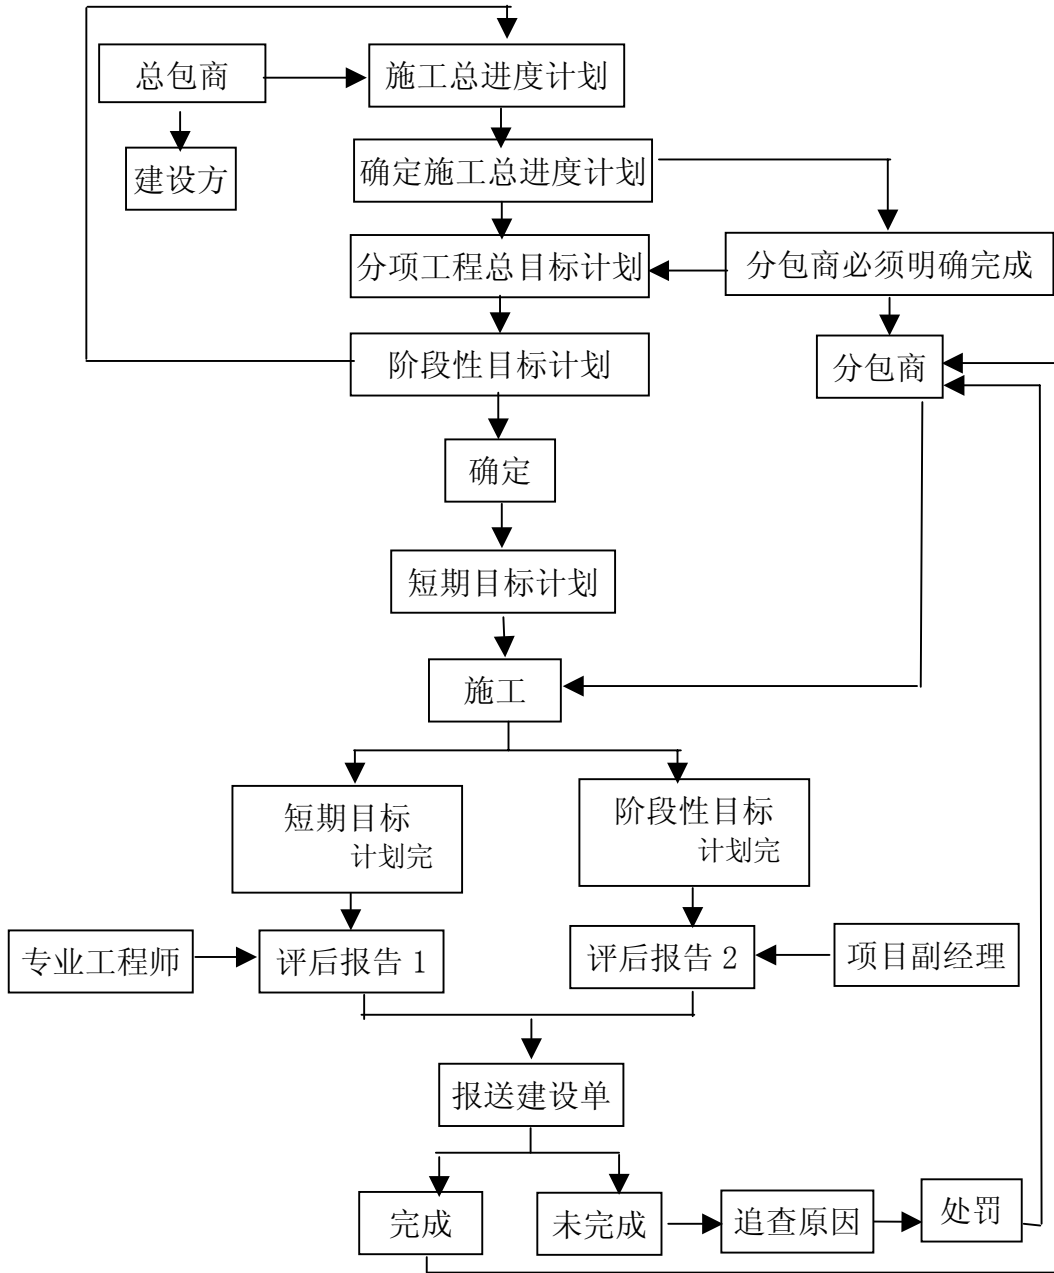 总包商
施工总进度计划
建设方
确定施工总进度计划
分项工程总目标计划
分包商必须明确完成
阶段性目标计划
分包商
确定
短期目标计划
施工
短期目标
计划完
阶段性目标
计划完
专业工程师
评后报告 1
评后报告 2
项目副经理
报送建设单
完成
未完成
追查原因
处罚